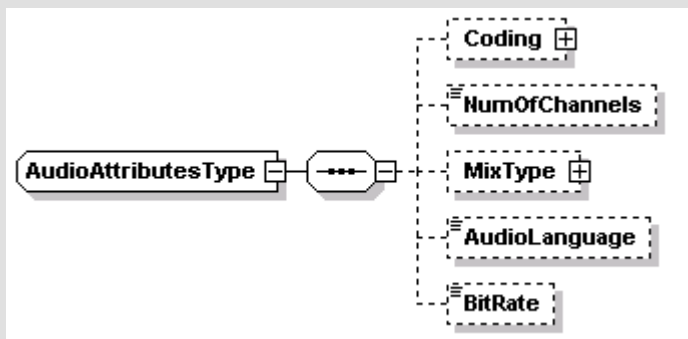 Coding
NumOfChannels
AudioAttributesType
MixType
AudioLanguage
BitRate